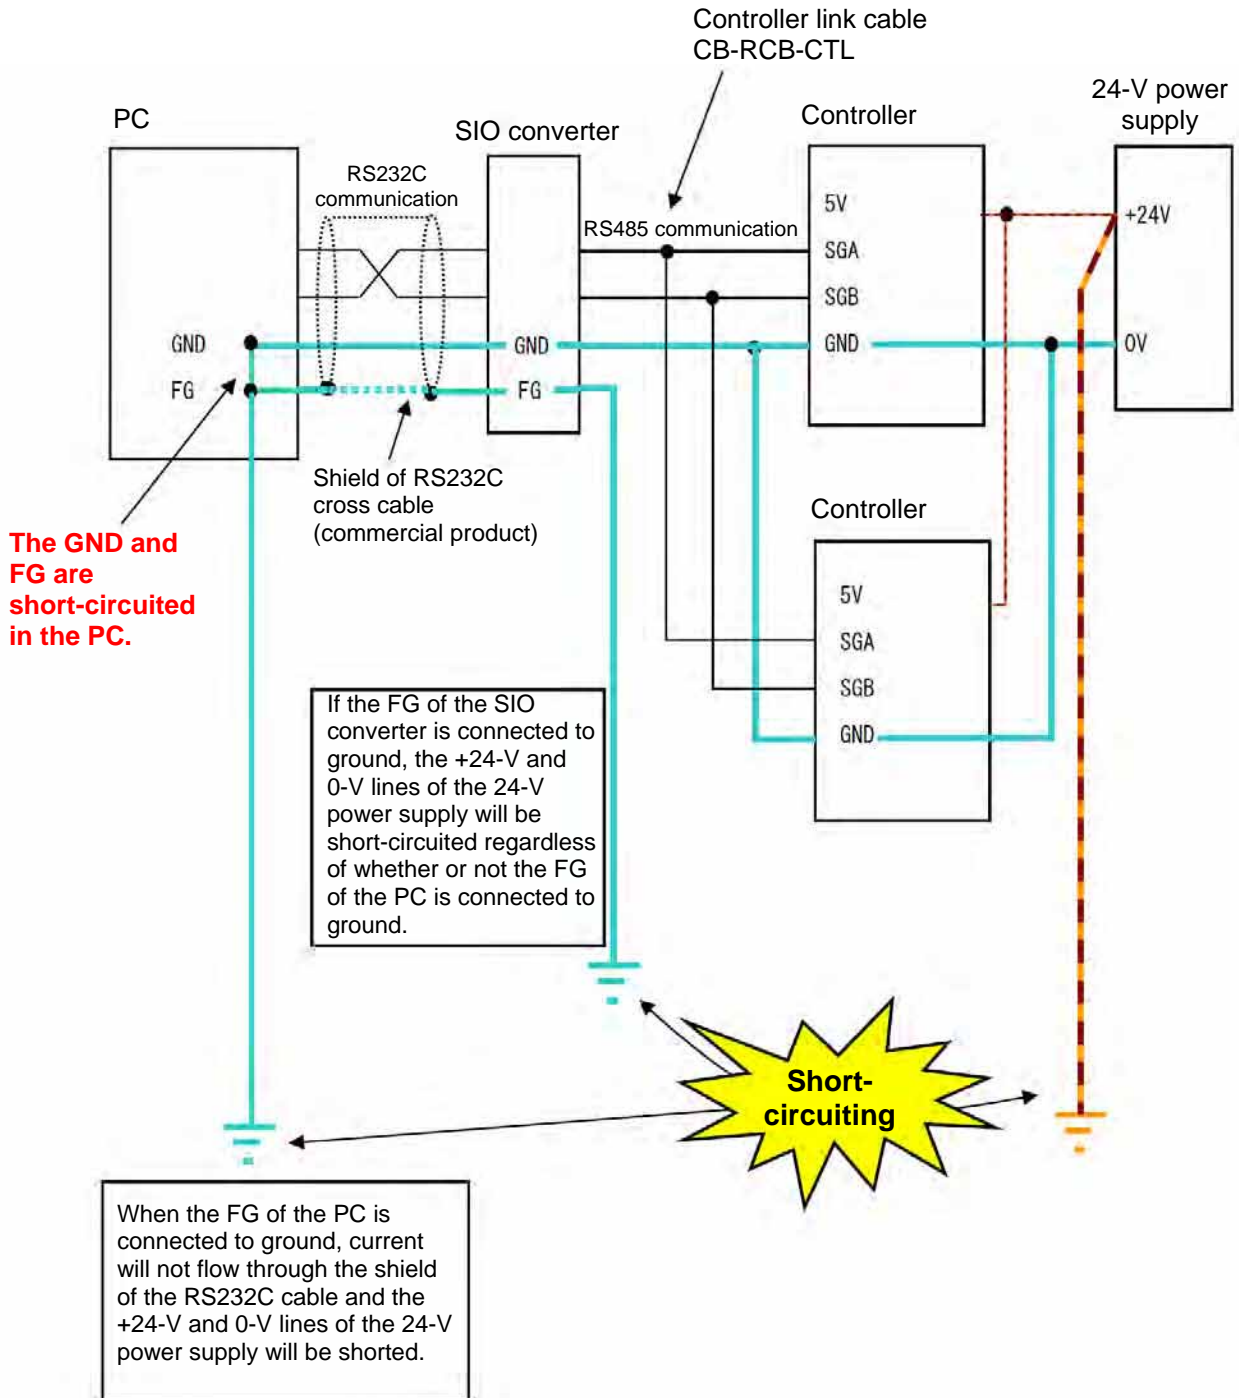 Controller link cable
CB-RCB-CTL
24-V power
supply
PC
SIO converter
Controller
RS232C
communication
RS485 communication
5V
SGA
SGB
GND
+24V
0V
GND
FG
GND
FG
Shield of RS232C
cross cable
(commercial product)
The GND and
FG are
short-circuited
in the PC.
Controller
5V
SGA
SGB
GND
If the FG of the SIO
converter is connected to
ground, the +24-V and
0-V lines of the 24-V
power supply will be
short-circuited regardless
of whether or not the FG
of the PC is connected to
ground.
Short-
circuiting
When the FG of the PC is
connected to ground, current
will not flow through the shield
of the RS232C cable and the
+24-V and 0-V lines of the 24-V
power supply will be shorted.